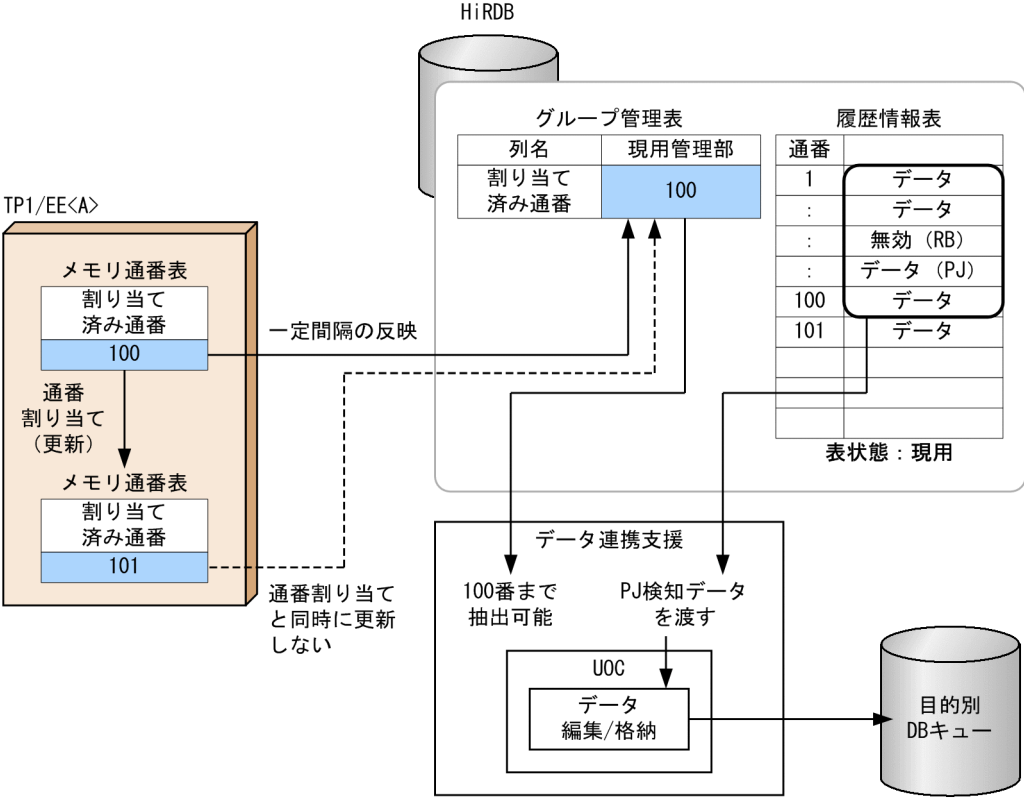 HiRDB
グループ管理表
列名 現用管理部
割り当て
済み通番
100
履歴情報表
通番
1 データ
: データ
: 無効（RB）
: データ（PJ）
100 データ
101 データ
表状態：現用
TP1/EE<A>
メモリ通番表
割り当て
済み通番
100
通番
割り当て
（更新）
メモリ通番表
割り当て
済み通番
101
一定間隔の反映
通番割り当て
と同時に更新
しない
データ連携支援
100番まで
抽出可能
PJ検知データ
を渡す
UOC
データ
編集/格納
目的別
DBキュー